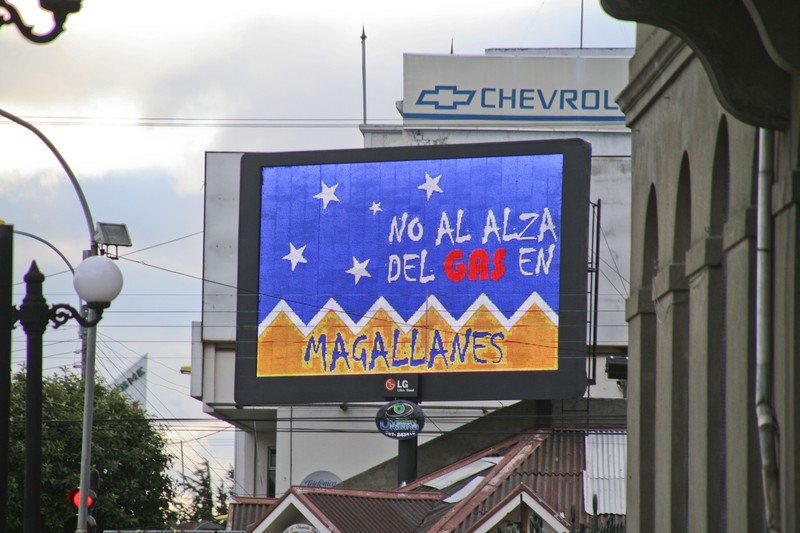 CHEVROL
NO AL ALZA
DEL GAS EN
MAGALLANES
LG